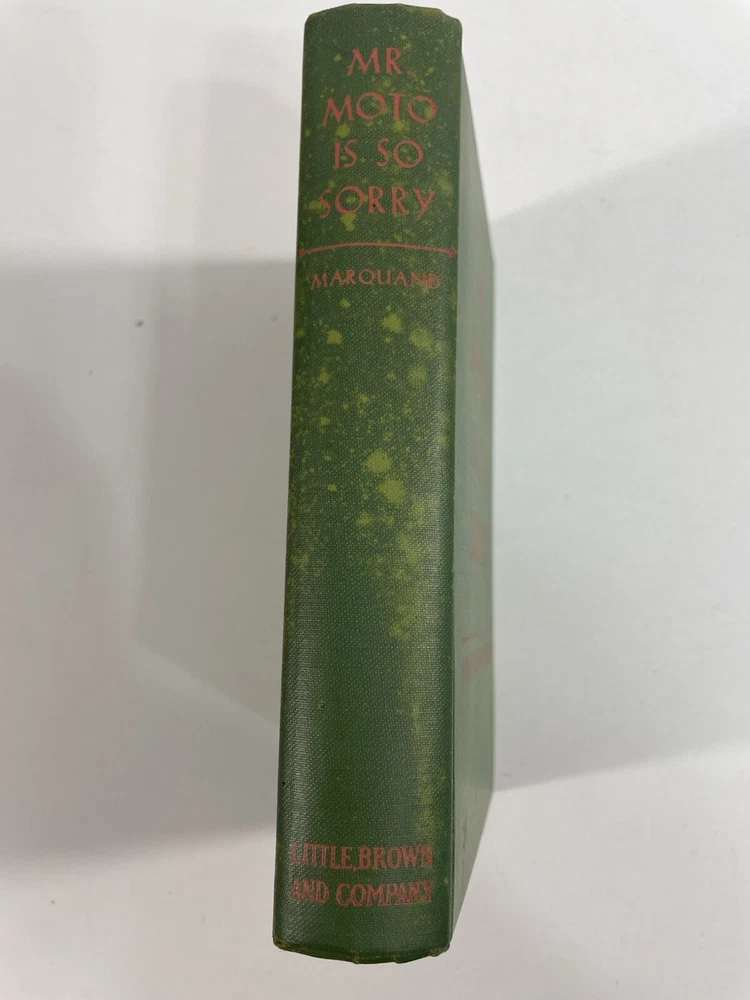 MR
MOTO
IS SO
SORRY
MARQUAND
LITTLE, BROWN
AND COMPANY